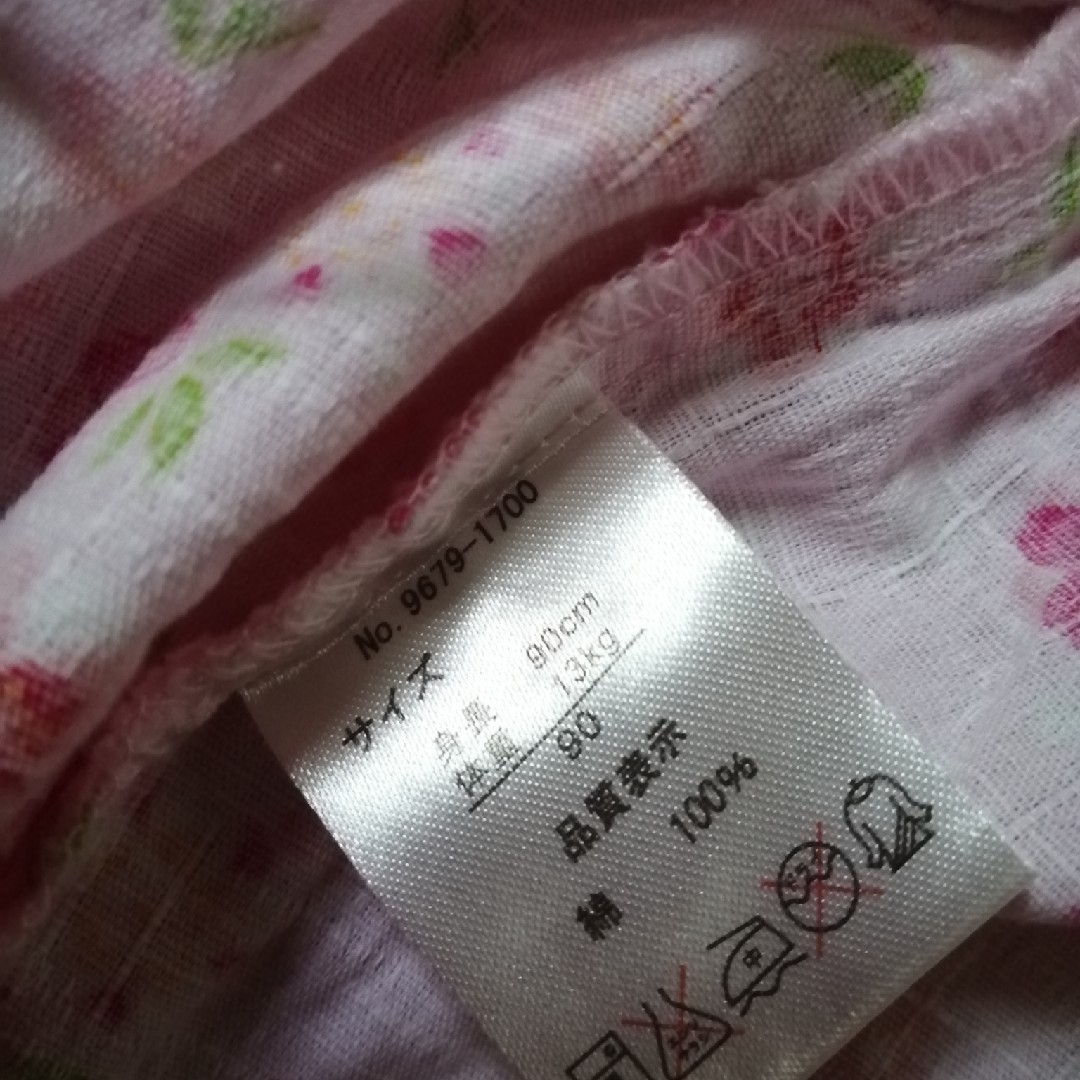 No. 9679-1700
サイズ
身長 90cm
体重 13kg
90
品質表示
綿 100%
中